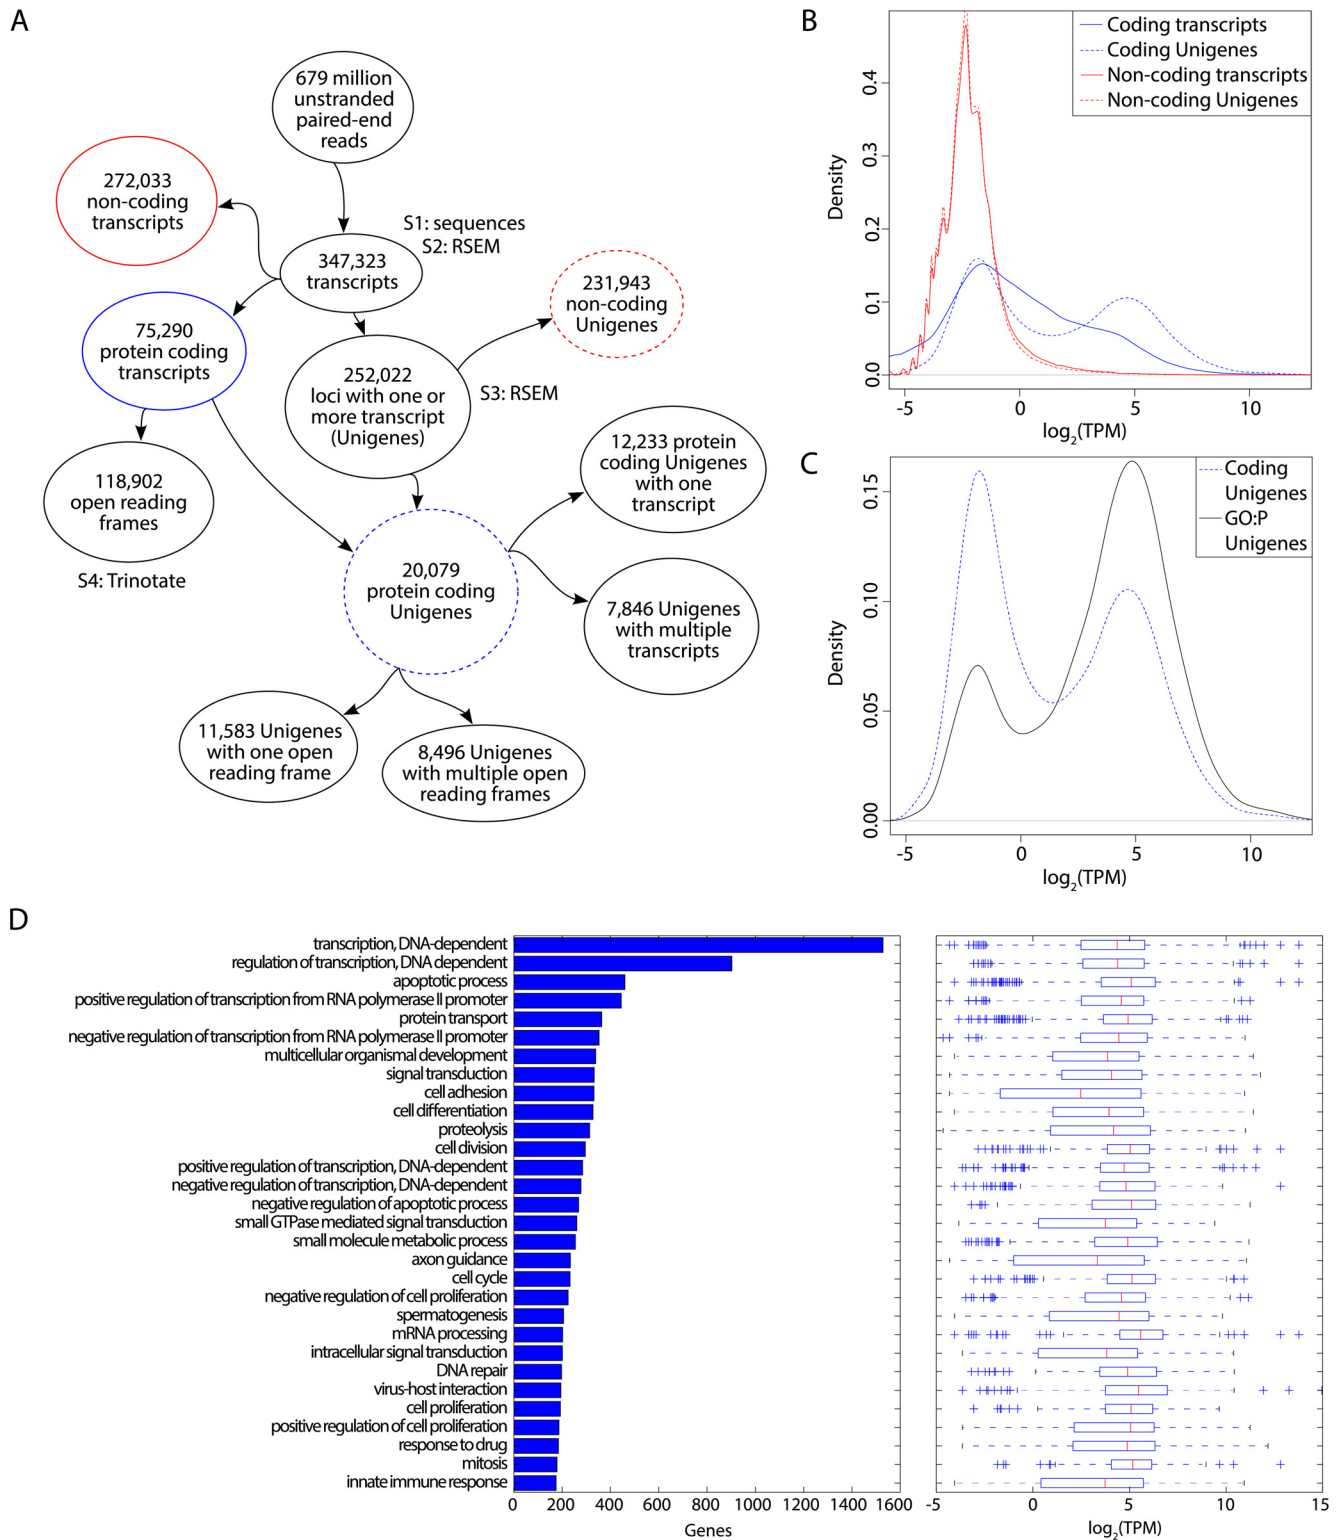 A
679 million
unstranded
paired-end
reads
272,033
non-coding
transcripts
S1: sequences
S2: RSEM
347,323
transcripts
231,943
non-coding
Unigenes
75,290
protein coding
transcripts
252,022
loci with one or
more transcript
(Unigenes)
S3: RSEM
12,233 protein
coding Unigenes
with one
transcript
118,902
open reading
frames
S4: Trinotate
20,079
protein coding
Unigenes
7,846 Unigenes
with multiple
transcripts
11,583 Unigenes
with one open
reading frame
8,496 Unigenes
with multiple open
reading frames
B
Coding transcripts
Coding Unigenes
Non-coding transcripts
Non-coding Unigenes
Density
0.4
0.3
0.2
0.1
0.0
-5 0 5 10
log2(TPM)
C
Coding
Unigenes
GO:P
Unigenes
Density
0.15
0.10
0.05
0.00
-5 0 5 10
log2(TPM)
D
transcription, DNA-dependent
regulation of transcription, DNA dependent
apoptotic process
positive regulation of transcription from RNA polymerase II promoter
protein transport
negative regulation of transcription from RNA polymerase II promoter
multicellular organismal development
signal transduction
cell adhesion
cell differentiation
proteolysis
cell division
positive regulation of transcription, DNA-dependent
negative regulation of transcription, DNA-dependent
negative regulation of apoptotic process
small GTPase mediated signal transduction
small molecule metabolic process
axon guidance
cell cycle
negative regulation of cell proliferation
spermatogenesis
mRNA processing
intracellular signal transduction
DNA repair
virus-host interaction
cell proliferation
positive regulation of cell proliferation
response to drug
mitosis
innate immune response
0 200 400 600 800 1000 1200 1400 1600
Genes
-5 0 5 10 15
log2(TPM)